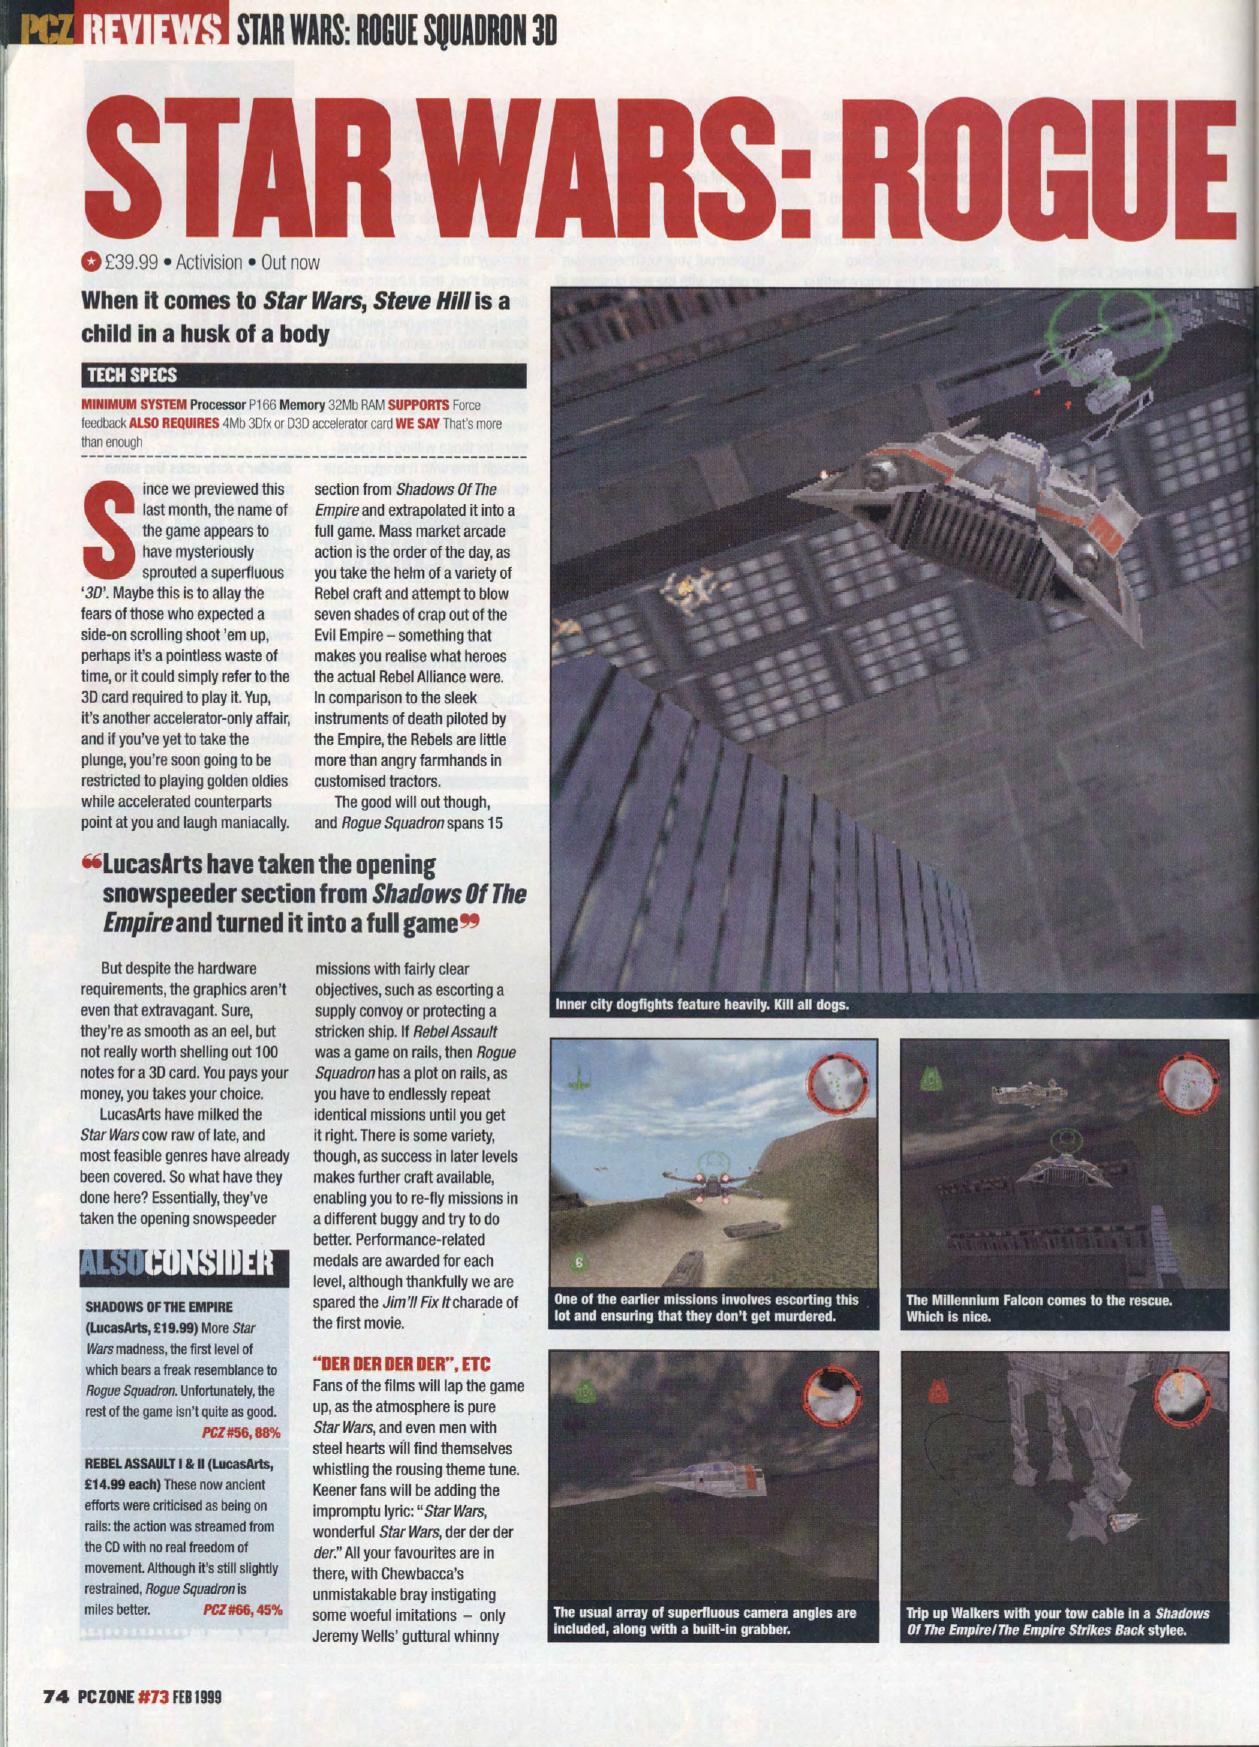 PCZ REVIEWS STAR WARS: ROGUE SQUADRON 3D
STAR WARS: ROGUE
£39.99 • Activision • Out now
When it comes to Star Wars, Steve Hill is a
child in a husk of a body
TECH SPECS
MINIMUM SYSTEM Processor P166 Memory 32Mb RAM SUPPORTS Force
feedback ALSO REQUIRES 4Mb 3Dfx or D3D accelerator card WE SAY That's more
than enough
Since we previewed this
last month, the name of
the game appears to
have mysteriously
sprouted a superfluous
'3D'. Maybe this is to allay the
fears of those who expected a
side-on scrolling shoot 'em up,
perhaps it's a pointless waste of
time, or it could simply refer to the
3D card required to play it. Yup,
it's another accelerator-only affair,
and if you've yet to take the
plunge, you're soon going to be
restricted to playing golden oldies
while accelerated counterparts
point at you and laugh maniacally.
But despite the hardware
requirements, the graphics aren't
even that extravagant. Sure,
they're as smooth as an eel, but
not really worth shelling out 100
notes for a 3D card. You pays your
money, you takes your choice.
LucasArts have milked the
Star Wars cow raw of late, and
most feasible genres have already
been covered. So what have they
done here? Essentially, they've
taken the opening snowspeeder
section from Shadows Of The
Empire and extrapolated it into a
full game. Mass market arcade
action is the order of the day, as
you take the helm of a variety of
Rebel craft and attempt to blow
seven shades of crap out of the
Evil Empire – something that
makes you realise what heroes
the actual Rebel Alliance were.
In comparison to the sleek
instruments of death piloted by
the Empire, the Rebels are little
more than angry farmhands in
customised tractors.
The good will out though,
and Rogue Squadron spans 15
missions with fairly clear
objectives, such as escorting a
supply convoy or protecting a
stricken ship. If Rebel Assault
was a game on rails, then Rogue
Squadron has a plot on rails, as
you have to endlessly repeat
identical missions until you get
it right. There is some variety,
though, as success in later levels
makes further craft available,
enabling you to re-fly missions in
a different buggy and try to do
better. Performance-related
medals are awarded for each
level, although thankfully we are
spared the Jim'll Fix It charade of
the first movie.
"DER DER DER DER", ETC
Fans of the films will lap the game
up, as the atmosphere is pure
Star Wars, and even men with
steel hearts will find themselves
whistling the rousing theme tune.
Keener fans will be adding the
impromptu lyric: "Star Wars,
wonderful Star Wars, der der der
der." All your favourites are in
there, with Chewbacca's
unmistakable bray instigating
some woeful imitations – only
Jeremy Wells' guttural whinny
“LucasArts have taken the opening
snowspeeder section from Shadows Of The
Empire and turned it into a full game”
ALSO CONSIDER
SHADOWS OF THE EMPIRE
(LucasArts, £19.99) More Star
Wars madness, the first level of
which bears a freak resemblance to
Rogue Squadron. Unfortunately, the
rest of the game isn't quite as good.
PCZ #56, 88%
REBEL ASSAULT I & II (LucasArts,
£14.99 each) These now ancient
efforts were criticised as being on
rails: the action was streamed from
the CD with no real freedom of
movement. Although it's still slightly
restrained, Rogue Squadron is
miles better. PCZ #66, 45%
Inner city dogfights feature heavily. Kill all dogs.
6
One of the earlier missions involves escorting this
lot and ensuring that they don't get murdered.
The Millennium Falcon comes to the rescue.
Which is nice.
The usual array of superfluous camera angles are
included, along with a built-in grabber.
Trip up Walkers with your tow cable in a Shadows
Of The Empire/The Empire Strikes Back stylee.
74 PC ZONE #73 FEB 1999